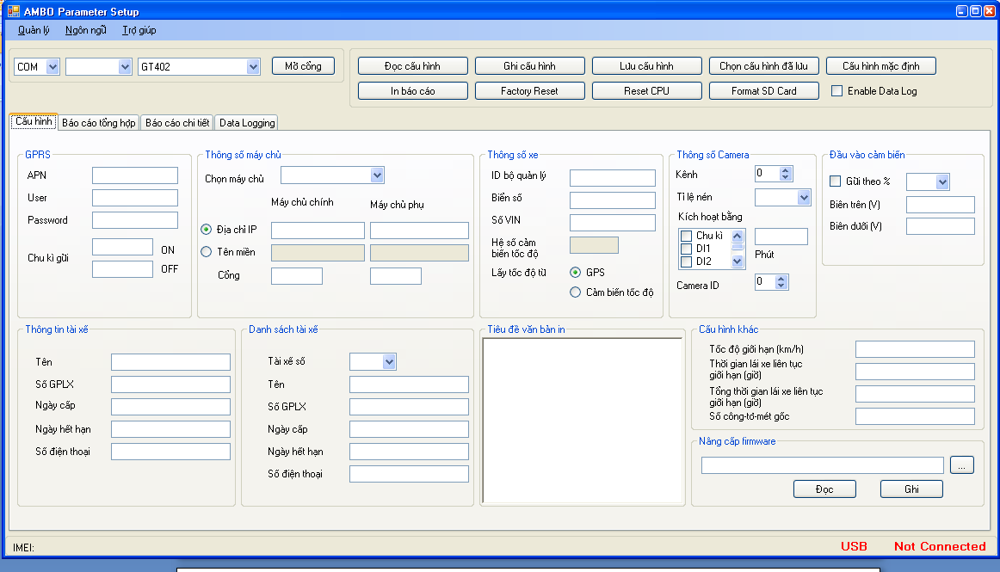 AMBO Parameter Setup
Quản lý Ngôn ngũ Trợ giúp
COM GT402 Mở cổng
Đọc cấu hình Ghi cấu hình Lưu cấu hình Chọn cấu hình đã lưu Cấu hình mặc định
In báo cáo Factory Reset Reset CPU Format SD Card Enable Data Log
Cấu hình Báo cáo tổng hợp Báo cáo chi tiết Data Logging
GPRS
APN
User
Password
Chu kì gửi
ON
OFF
Thông số máy chủ
Chọn máy chủ
Máy chủ chính Máy chủ phụ
Địa chỉ IP
Tên miền
Cổng
Thông số xe
ID bộ quản lý
Biển số
Số VIN
Hệ số cảm
biến tốc độ
Lấy tốc độ từ GPS
Cảm biến tốc độ
Thông số Camera
Kênh 0
Tỉ lệ nén
Kích hoạt bằng
Chu kì
DI1
DI2
Phút
Camera ID 0
Đầu vào cảm biến
Gửi theo %
Biên trên (V)
Biên dưới (V)
Thông tin tài xế
Tên
Số GPLX
Ngày cấp
Ngày hết hạn
Số điện thoại
Danh sách tài xế
Tài xế số
Tên
Số GPLX
Ngày cấp
Ngày hết hạn
Số điện thoại
Tiêu đề văn bản in
Cấu hình khác
Tốc độ giới hạn (km/h)
Thời gian lái xe liên tục
giới hạn (giờ)
Tổng thời gian lái xe liên tục
giới hạn (giờ)
Số công-tơ-mét gốc
Nâng cấp firmware
...
Đọc Ghi
IMEI: USB Not Connected